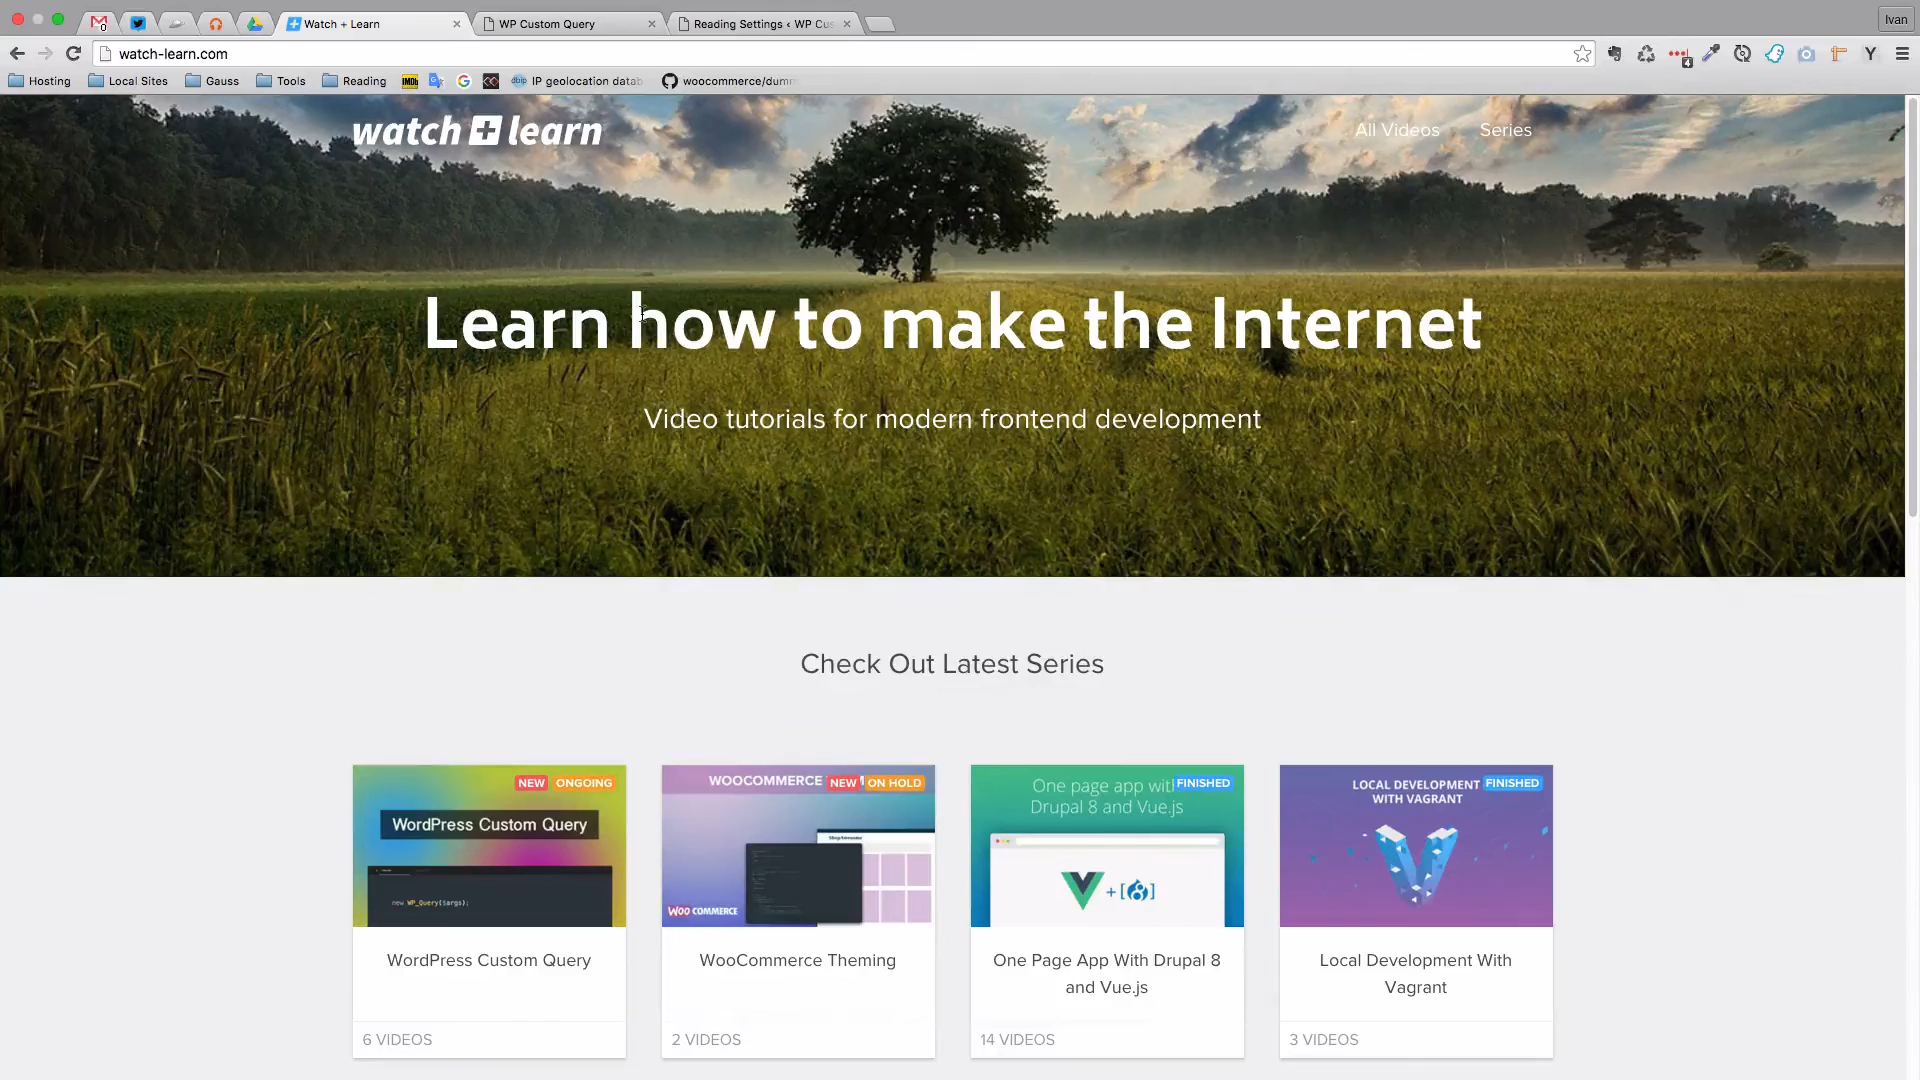 Watch + Learn
WP Custom Query
Reading Settings ‹ WP Cus
Ivan
watch-learn.com
Hosting
Local Sites
Gauss
Tools
Reading
IMDb
IP geolocation datab
woocommerce/dumm
watch + learn
All Videos
Series
Learn how to make the Internet
Video tutorials for modern frontend development
Check Out Latest Series
NEW
ONGOING
WordPress Custom Query
new WP_Query($args);
WOOCOMMERCE
NEW
ON HOLD
WOO COMMERCE
One page app wit
FINISHED
Drupal 8 and Vue.js
LOCAL DEVELOPMENT
FINISHED
WITH VAGRANT
WordPress Custom Query
WooCommerce Theming
One Page App With Drupal 8
and Vue.js
Local Development With
Vagrant
6 VIDEOS
2 VIDEOS
14 VIDEOS
3 VIDEOS